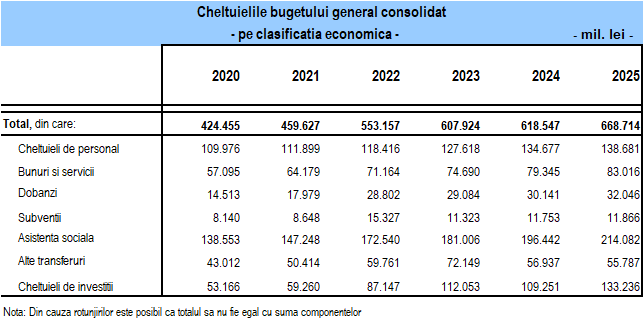 Cheltuielile bugetului general consolidat
- pe clasificatia economica - - mil. lei -
2020 2021 2022 2023 2024 2025
Total, din care: 424.455 459.627 553.157 607.924 618.547 668.714
Cheltuieli de personal 109.976 111.899 118.416 127.618 134.677 138.681
Bunuri si servicii 57.095 64.179 71.164 74.690 79.345 83.016
Dobanzi 14.513 17.979 28.802 29.084 30.141 32.046
Subventii 8.140 8.648 15.327 11.323 11.753 11.866
Asistenta sociala 138.553 147.248 172.540 181.006 196.442 214.082
Alte transferuri 43.012 50.414 59.761 72.149 56.937 55.787
Cheltuieli de investitii 53.166 59.260 87.147 112.053 109.251 133.236
Nota: Din cauza rotunjirilor este posibil ca totalul sa nu fie egal cu suma componentelor